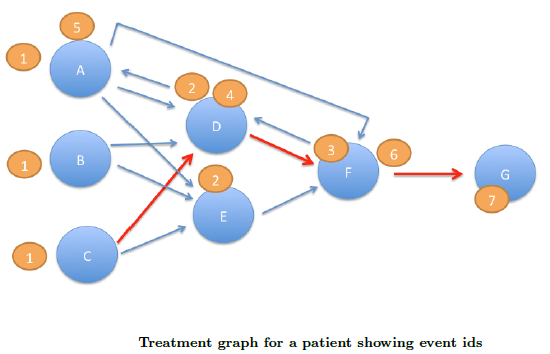 5
1
A
2
4
D
1
B
3
6
F
2
E
G
7
1
C
Treatment graph for a patient showing event ids